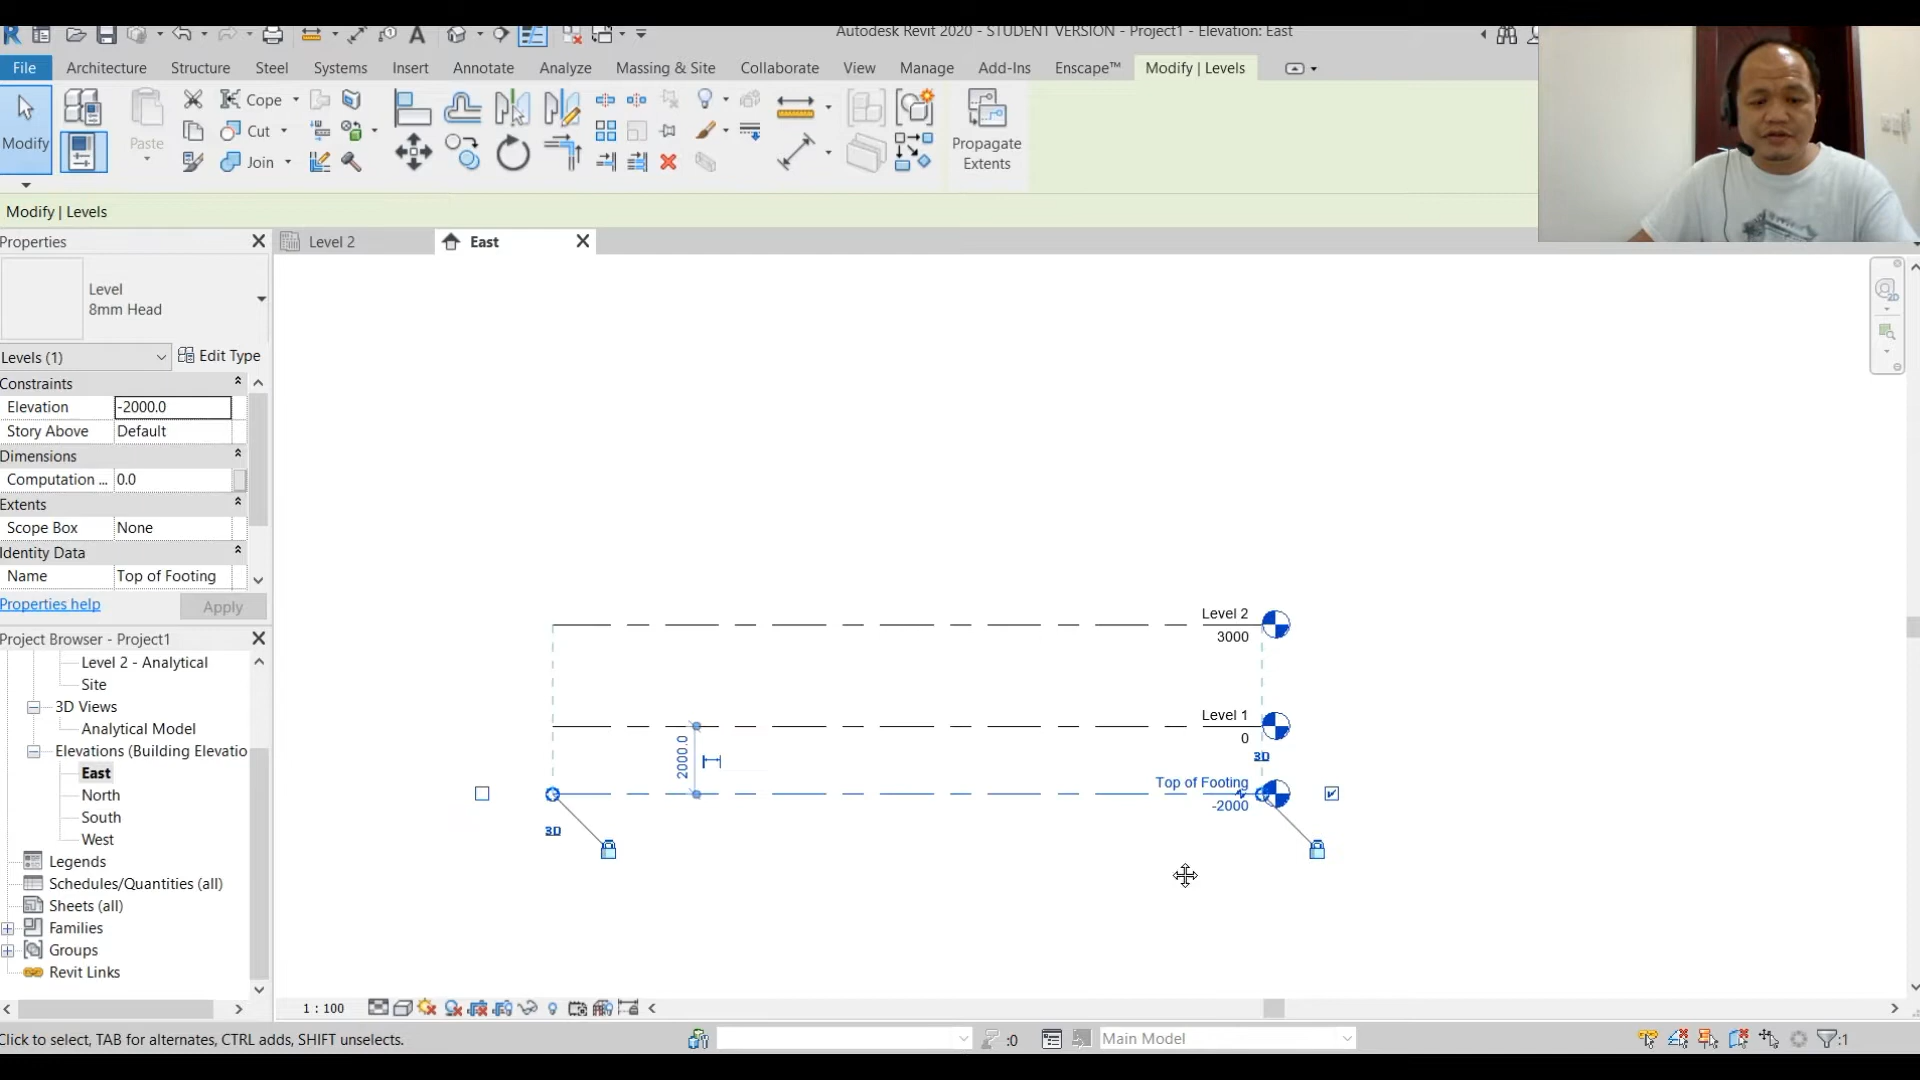 Autodesk Revit 2020 - STUDENT VERSION - Project1 - Elevation: East
File Architecture Structure Steel Systems Insert Annotate Analyze Massing & Site Collaborate View Manage Add-Ins Enscape™ Modify | Levels
Modify
Paste
Cope
Cut
Join
Propagate
Extents
Modify | Levels
Properties
Level 2
East
Level
8mm Head
Levels (1)
Edit Type
Constraints
Elevation -2000.0
Story Above Default
Dimensions
Computation ... 0.0
Extents
Scope Box None
Identity Data
Name Top of Footing
Properties help
Apply
Project Browser - Project1
Level 2 - Analytical
Site
3D Views
Analytical Model
Elevations (Building Elevatio
East
North
South
West
Legends
Schedules/Quantities (all)
Sheets (all)
Families
Groups
Revit Links
Level 2
3000
Level 1
0
3D
2000.0
Top of Footing
-2000
3D
1 : 100
Click to select, TAB for alternates, CTRL adds, SHIFT unselects.
:0
Main Model
:1